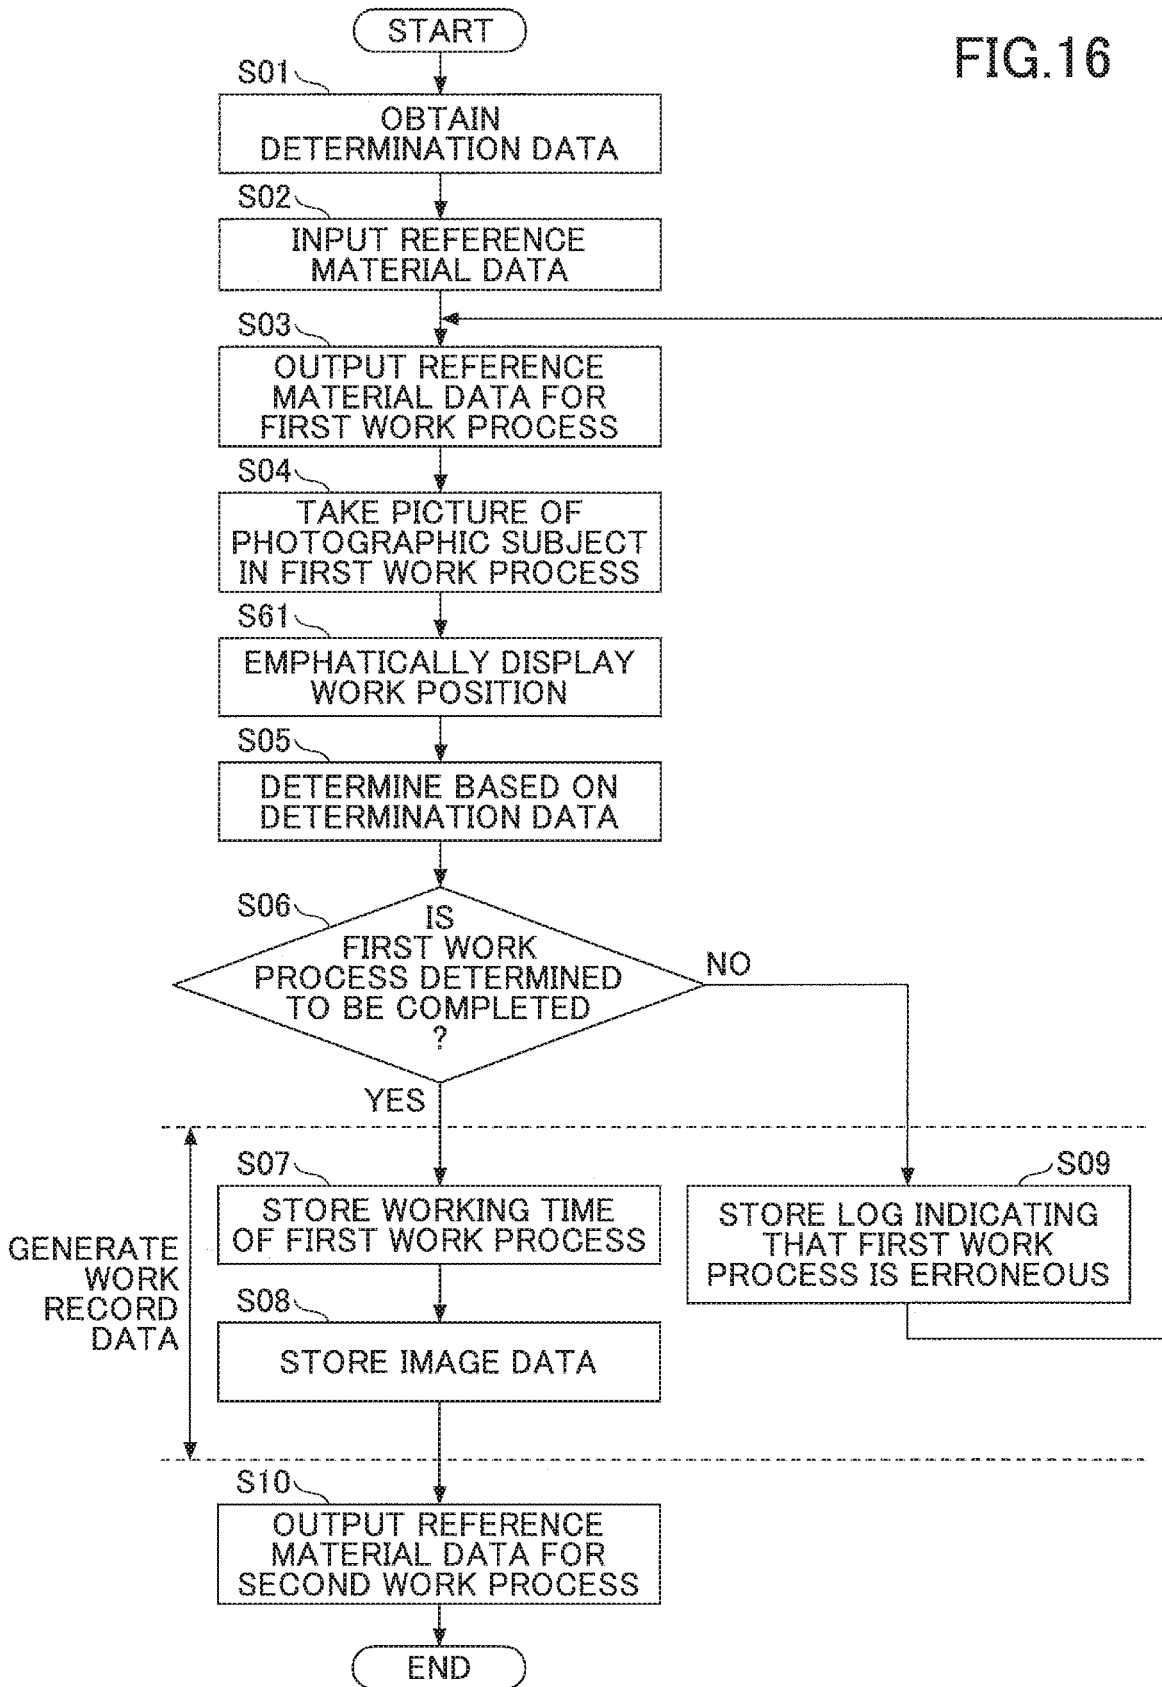 START
FIG.16
S01
OBTAIN
DETERMINATION DATA
S02
INPUT REFERENCE
MATERIAL DATA
S03
OUTPUT REFERENCE
MATERIAL DATA FOR
FIRST WORK PROCESS
S04
TAKE PICTURE OF
PHOTOGRAPHIC SUBJECT
IN FIRST WORK PROCESS
S61
EMPHATICALLY DISPLAY
WORK POSITION
S05
DETERMINE BASED ON
DETERMINATION DATA
S06
IS
FIRST WORK
PROCESS DETERMINED
TO BE COMPLETED
?
NO
YES
S07
STORE WORKING TIME
OF FIRST WORK PROCESS
S09
STORE LOG INDICATING
THAT FIRST WORK
PROCESS IS ERRONEOUS
GENERATE
WORK
RECORD
DATA
S08
STORE IMAGE DATA
S10
OUTPUT REFERENCE
MATERIAL DATA FOR
SECOND WORK PROCESS
END